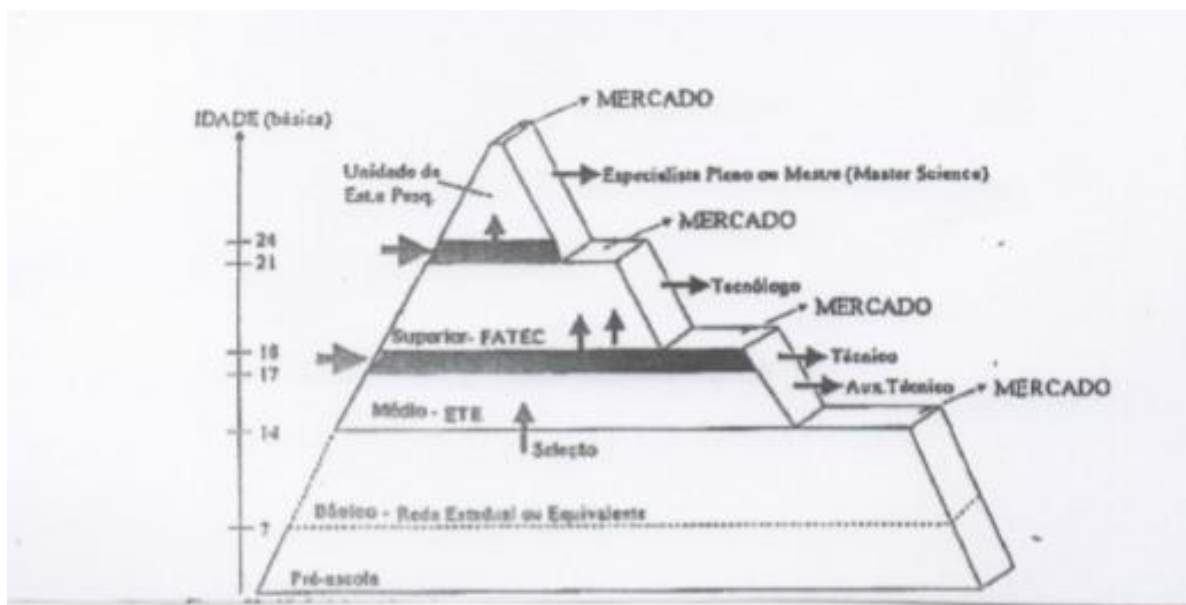 MERCADO
IDADE (básica)
Unidade de
Est.e Pesq.
Especialista Pleno ou Mestre (Master Science)
MERCADO
24
21
Tecnólogo
MERCADO
Superior- FATEC
18
Técnico
17
Aux.Técnico
MERCADO
Médio - ETE
14
Seleção
Básico - Rede Estadual ou Equivalente
7
Pré-escola